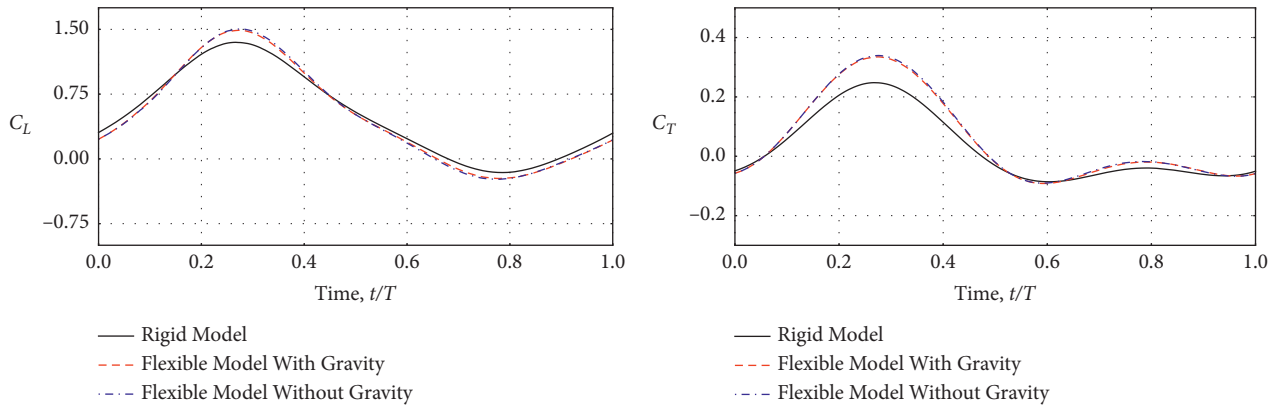 1.50
0.75
C_L
0.00
−0.75
0.0 0.2 0.4 0.6 0.8 1.0
Time, t/T
Rigid Model
Flexible Model With Gravity
Flexible Model Without Gravity
0.4
0.2
C_T
0.0
−0.2
0.0 0.2 0.4 0.6 0.8 1.0
Time, t/T
Rigid Model
Flexible Model With Gravity
Flexible Model Without Gravity